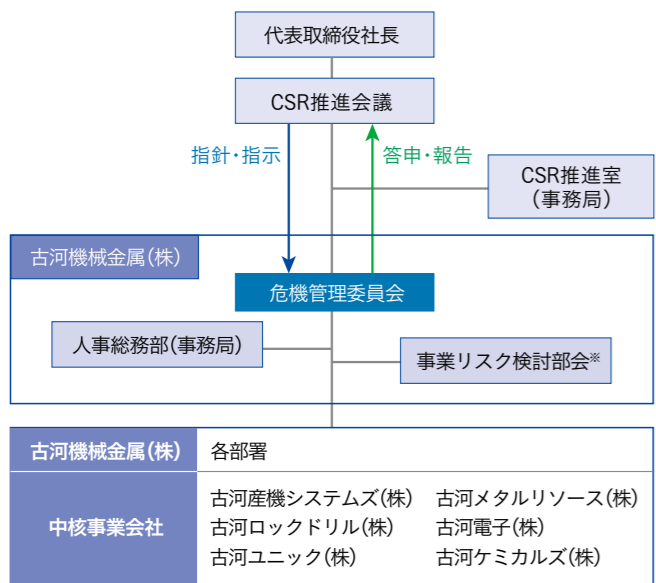 代表取締役社長
CSR推進会議
指針・指示
答申・報告
CSR推進室
(事務局)
古河機械金属(株)
危機管理委員会
人事総務部(事務局)
事業リスク検討部会※
古河機械金属(株)
各部署
中核事業会社
古河産機システムズ(株)
古河メタルリソース(株)
古河ロックドリル(株)
古河電子(株)
古河ユニック(株)
古河ケミカルズ(株)